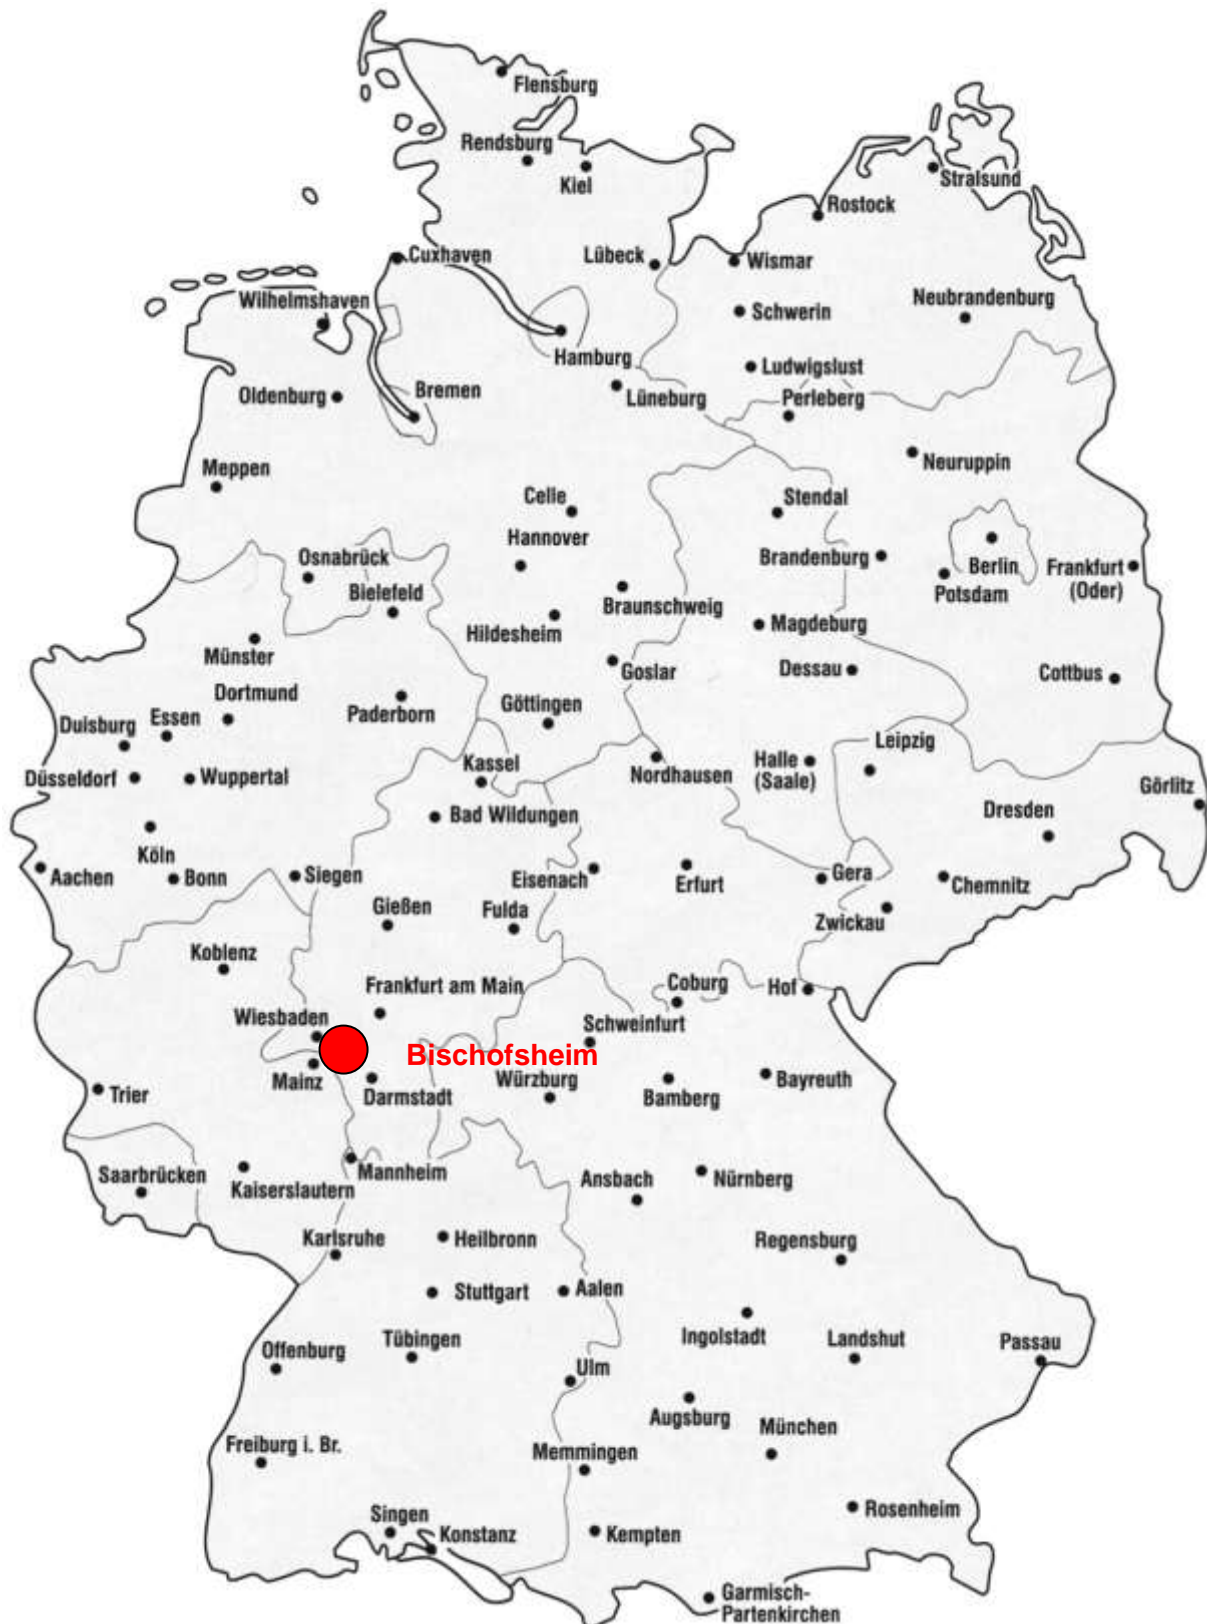 Flensburg
Rendsburg
Kiel
Stralsund
Rostock
Cuxhaven
Lübeck
Wismar
Wilhelmshaven
Neubrandenburg
Schwerin
Hamburg
Ludwigslust
Oldenburg
Bremen
Lüneburg
Perleberg
Neuruppin
Meppen
Celle
Stendal
Hannover
Osnabrück
Brandenburg
Berlin
Frankfurt
(Oder)
Bielefeld
Potsdam
Braunschweig
Hildesheim
Magdeburg
Münster
Goslar
Dessau
Cottbus
Dortmund
Paderborn
Göttingen
Duisburg
Essen
Leipzig
Kassel
Nordhausen
Halle
(Saale)
Düsseldorf
Wuppertal
Görlitz
Dresden
Bad Wildungen
Köln
Aachen
Bonn
Siegen
Eisenach
Erfurt
Gera
Chemnitz
Gießen
Fulda
Zwickau
Koblenz
Frankfurt am Main
Coburg
Hof
Wiesbaden
Schweinfurt
Bischofsheim
Mainz
Würzburg
Bayreuth
Trier
Darmstadt
Bamberg
Saarbrücken
Kaiserslautern
Mannheim
Ansbach
Nürnberg
Karlsruhe
Heilbronn
Regensburg
Stuttgart
Aalen
Offenburg
Tübingen
Ingolstadt
Landshut
Passau
Ulm
Augsburg
München
Freiburg i. Br.
Memmingen
Singen
Konstanz
Kempten
Rosenheim
Garmisch-
Partenkirchen